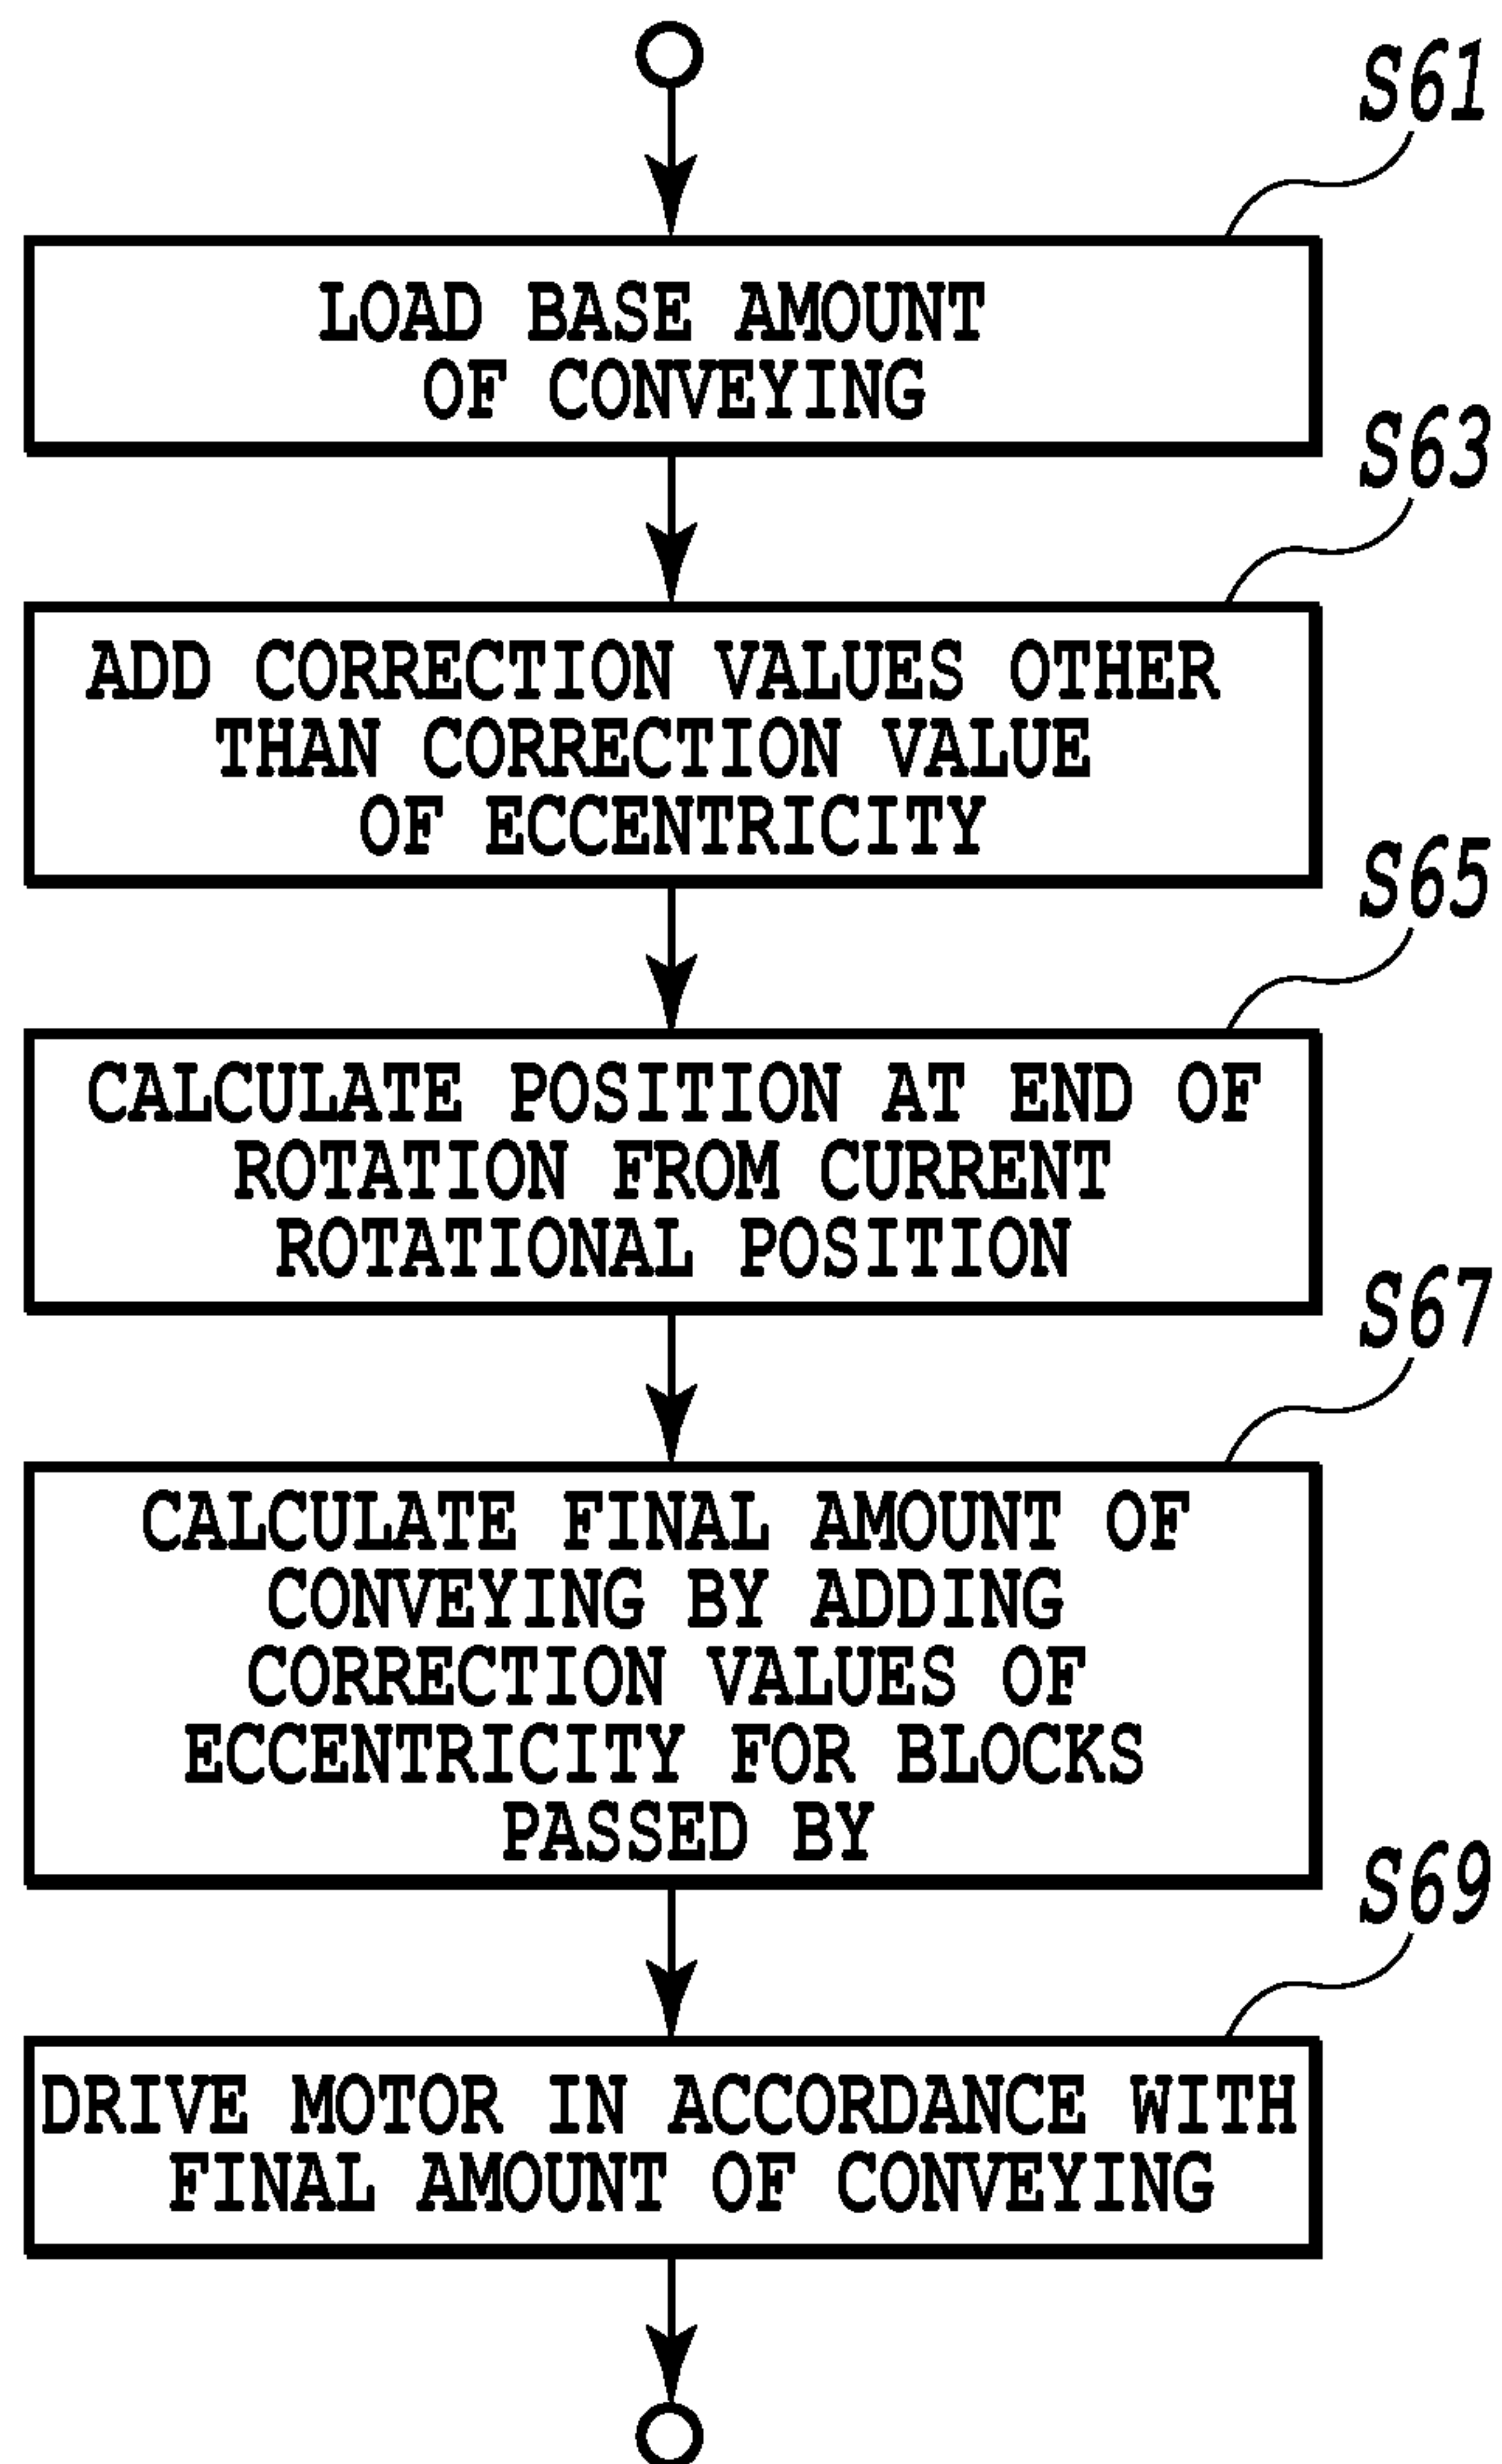 S61
LOAD BASE AMOUNT
OF CONVEYING
S63
ADD CORRECTION VALUES OTHER
THAN CORRECTION VALUE
OF ECCENTRICITY
S65
CALCULATE POSITION AT END OF
ROTATION FROM CURRENT
ROTATIONAL POSITION
S67
CALCULATE FINAL AMOUNT OF
CONVEYING BY ADDING
CORRECTION VALUES OF
ECCENTRICITY FOR BLOCKS
PASSED BY
S69
DRIVE MOTOR IN ACCORDANCE WITH
FINAL AMOUNT OF CONVEYING